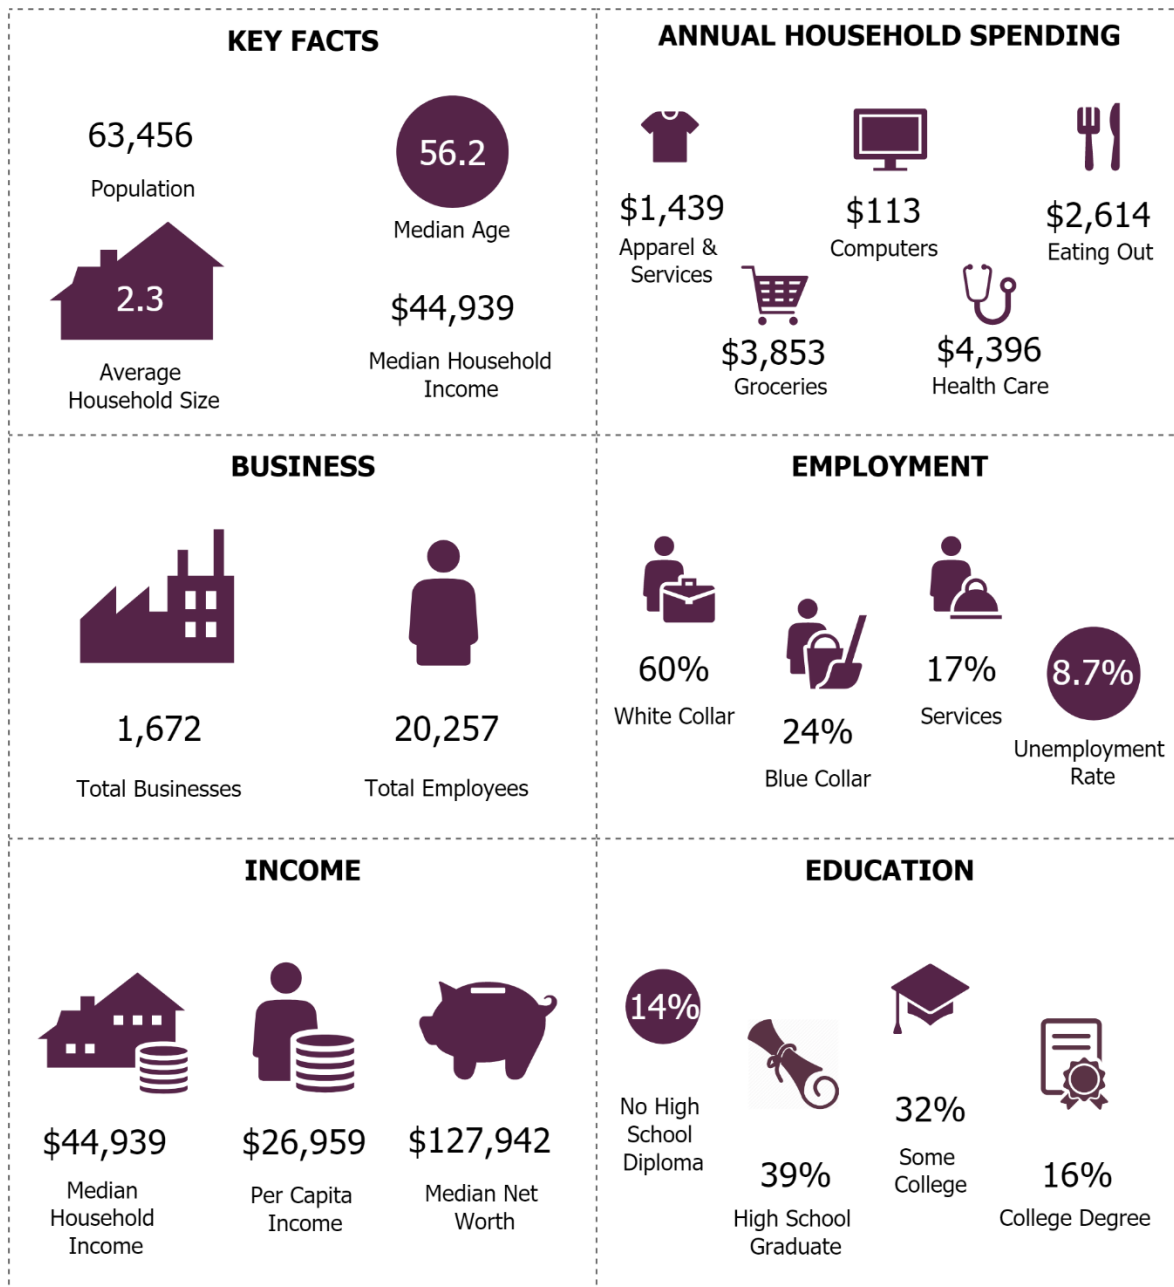 KEY FACTS
63,456
Population
56.2
Median Age
2.3
Average
Household Size
$44,939
Median Household
Income
ANNUAL HOUSEHOLD SPENDING
$1,439
Apparel &
Services
$113
Computers
$2,614
Eating Out
$3,853
Groceries
$4,396
Health Care
BUSINESS
1,672
Total Businesses
20,257
Total Employees
EMPLOYMENT
60%
White Collar
24%
Blue Collar
17%
Services
8.7%
Unemployment
Rate
INCOME
$44,939
Median
Household
Income
$26,959
Per Capita
Income
$127,942
Median Net
Worth
EDUCATION
14%
No High
School
Diploma
39%
High School
Graduate
32%
Some
College
16%
College Degree